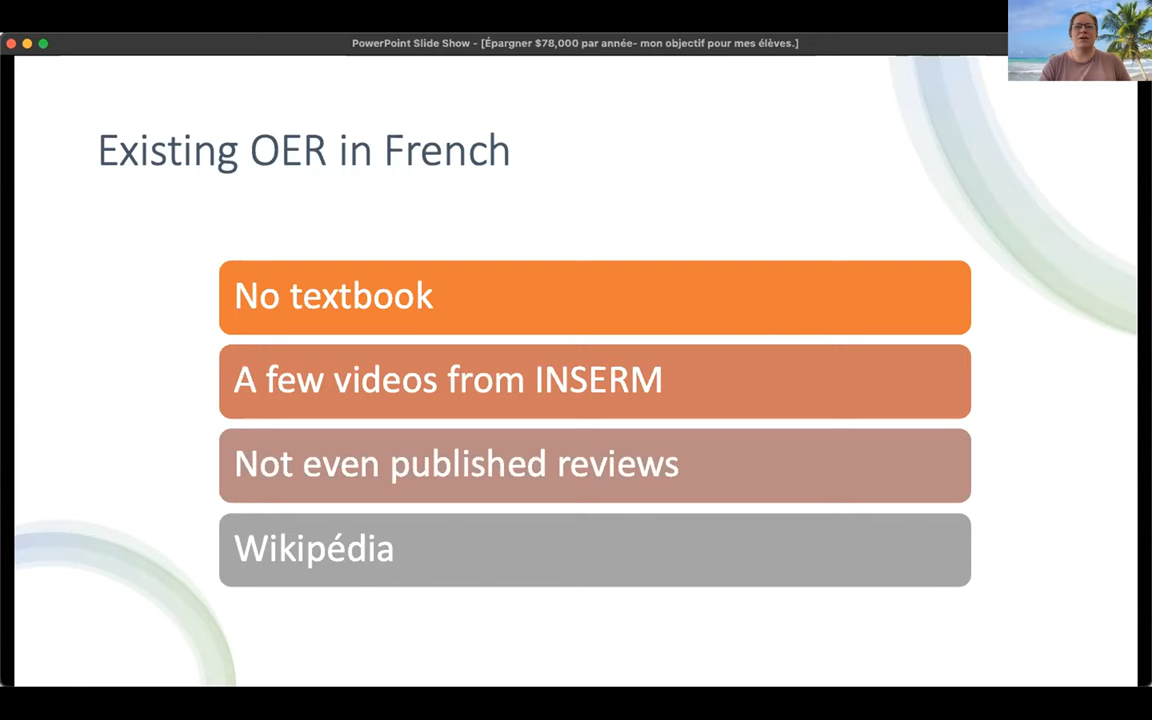 PowerPoint Slide Show - [Épargner $78,000 par année- mon objectif pour mes élèves.]
Existing OER in French
No textbook
A few videos from INSERM
Not even published reviews
Wikipédia